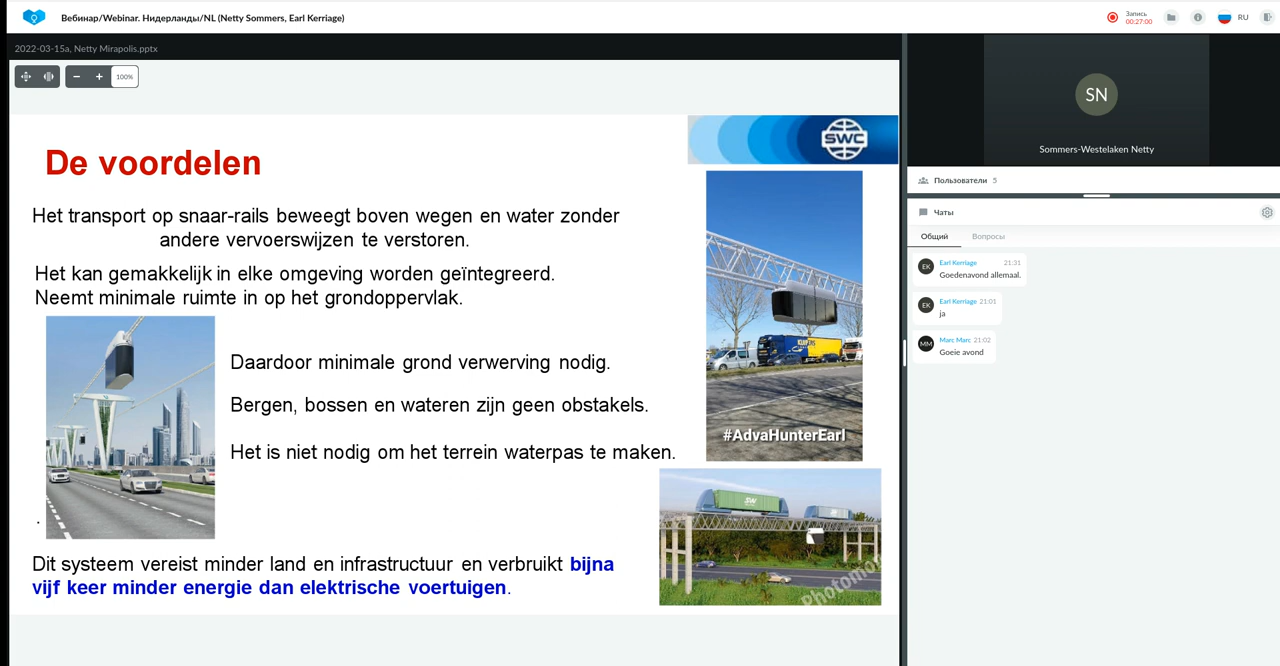 Вебинар/Webinar. Нидерланды/NL (Netty Sommers, Earl Kerriage)
Запись
00:27:00
RU
2022-03-15a, Netty Mirapolis.pptx
100%
SWC
De voordelen
Het transport op snaar-rails beweegt boven wegen en water zonder
andere vervoerswijzen te verstoren.
Het kan gemakkelijk in elke omgeving worden geïntegreerd.
Neemt minimale ruimte in op het grondoppervlak.
Daardoor minimale grond verwerving nodig.
Bergen, bossen en wateren zijn geen obstakels.
Het is niet nodig om het terrein waterpas te maken.
#AdvaHunterEarl
SW
Photomo
.
Dit systeem vereist minder land en infrastructuur en verbruikt bijna
vijf keer minder energie dan elektrische voertuigen.
SN
Sommers-Westelaken Netty
Пользователи 5
Чаты
Общий Вопросы
EK Earl Kerriage 21:31
Goedenavond allemaal.
EK Earl Kerriage 21:01
ja
MM Marc Marc 21:02
Goeie avond